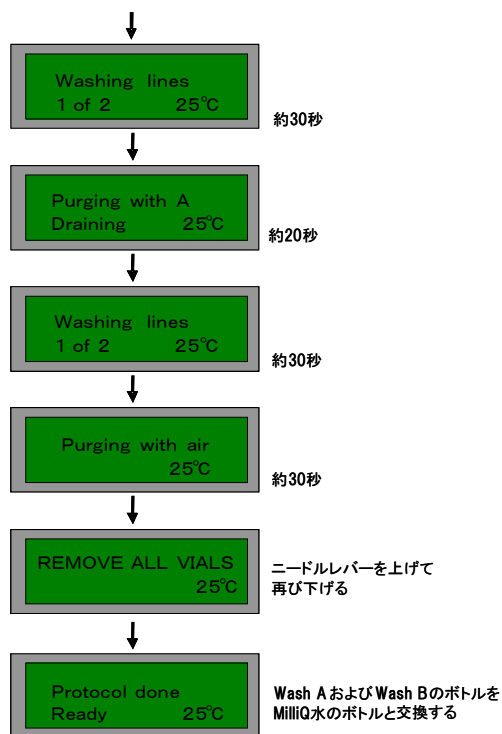 Washing lines
1 of 2 25℃
約30秒
Purging with A
Draining 25℃
約20秒
Washing lines
1 of 2 25℃
約30秒
Purging with air
25℃
約30秒
REMOVE ALL VIALS
25℃
ニードルレバーを上げて
再び下げる
Protocol done
Ready 25℃
Wash AおよびWash Bのボトルを
MilliQ水のボトルと交換する